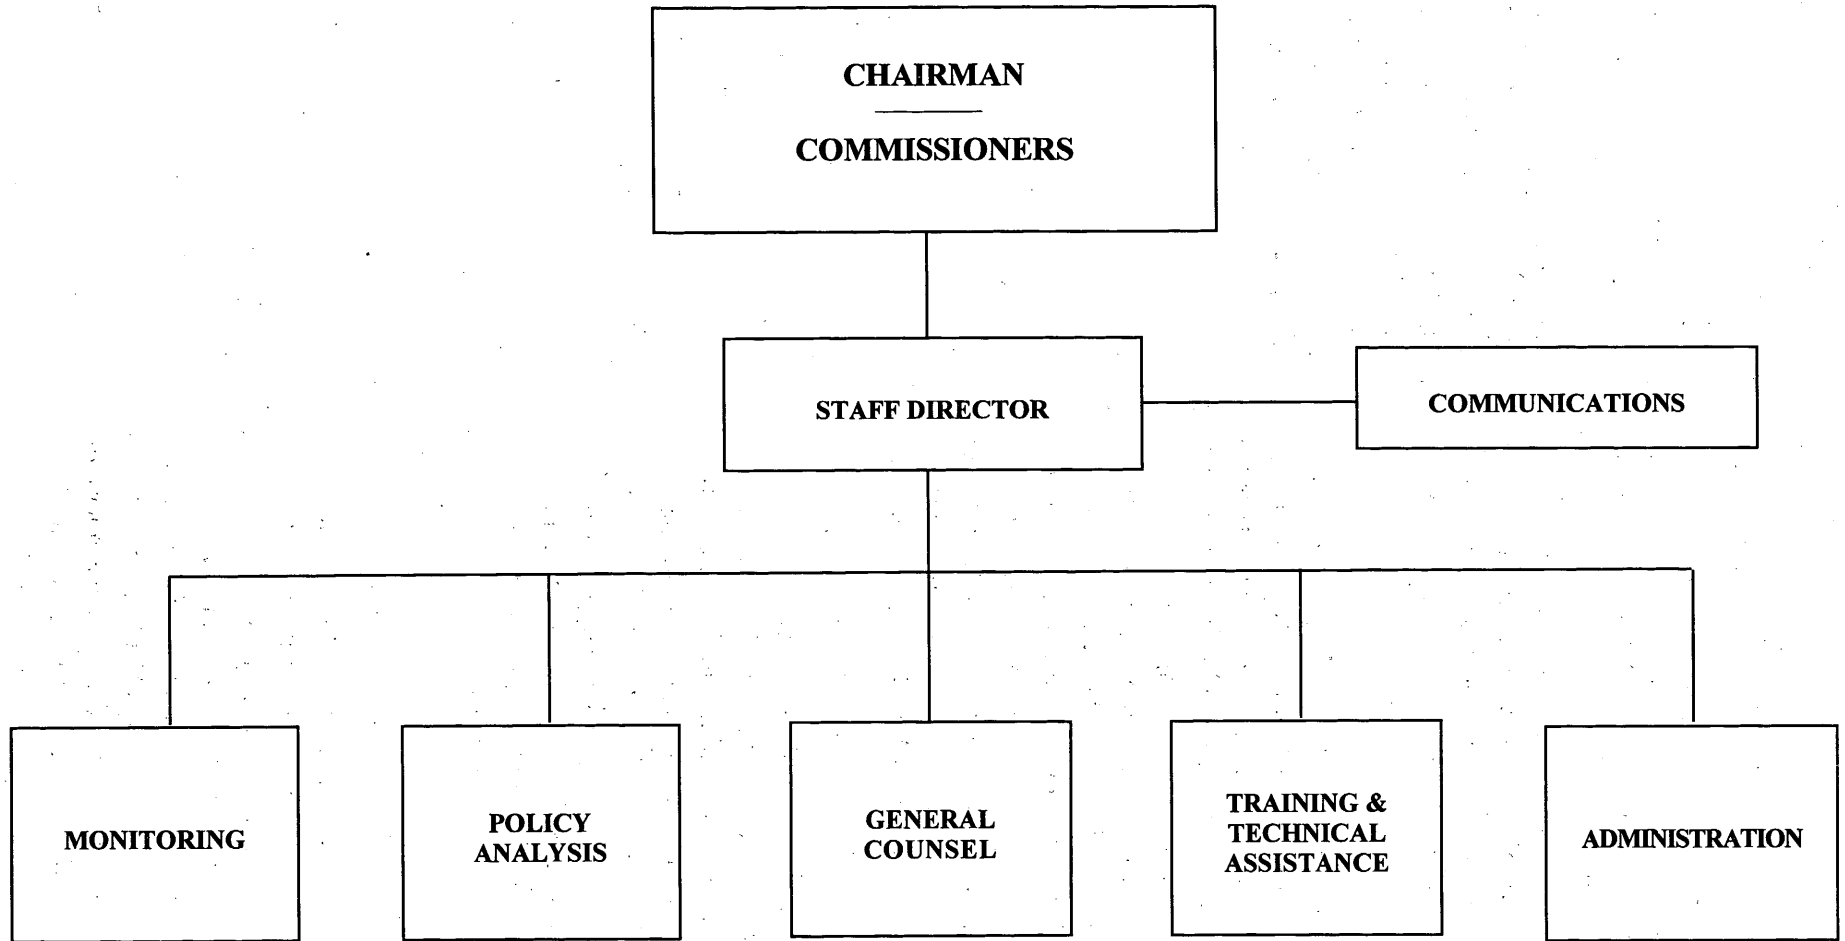 CHAIRMAN
COMMISSIONERS
STAFF DIRECTOR
COMMUNICATIONS
MONITORING
POLICY
ANALYSIS
GENERAL
COUNSEL
TRAINING &
TECHNICAL
ASSISTANCE
ADMINISTRATION